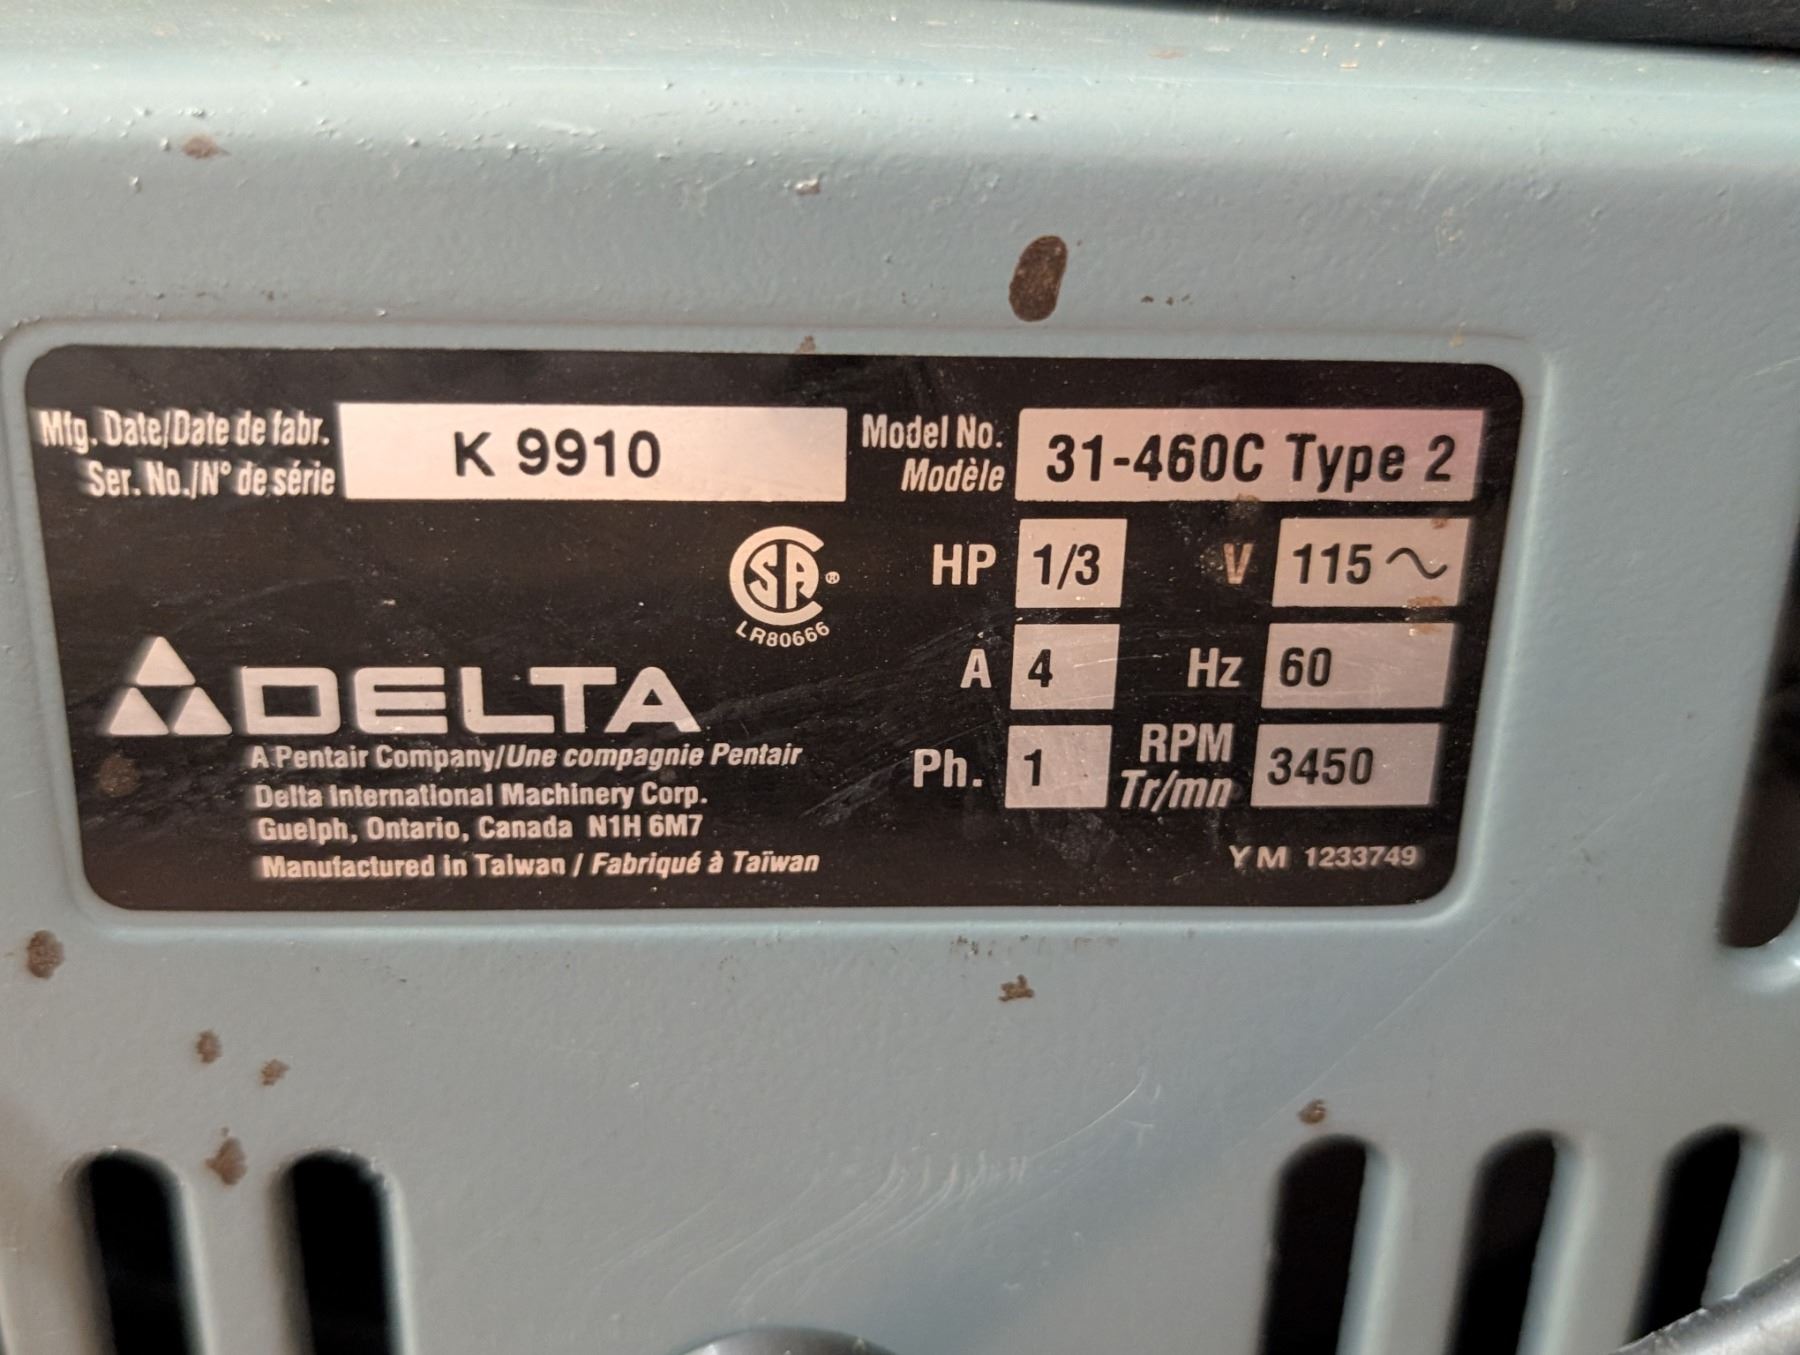 Mfg. Date/Date de fabr.
Ser. No./N° de série
K 9910
Model No.
Modèle
31-460C Type 2
CSA®
LR80666
HP 1/3 V 115 ~
A 4 Hz 60
Ph. 1 RPM
Tr/mn 3450
DELTA
A Pentair Company/Une compagnie Pentair
Delta International Machinery Corp.
Guelph, Ontario, Canada N1H 6M7
Manufactured in Taiwan / Fabriqué à Taïwan
YM 1233749